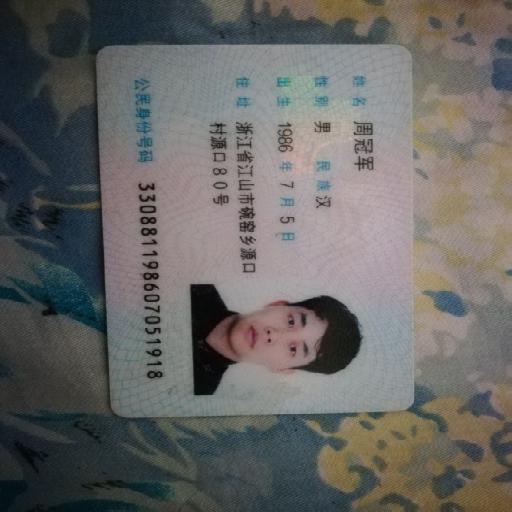 姓名 周冠军
性别 男 民族 汉
出生 1986 年 7 月 5 日
住址 浙江省江山市碗窑乡源口
村源口80号
公民身份号码 330881198607051918